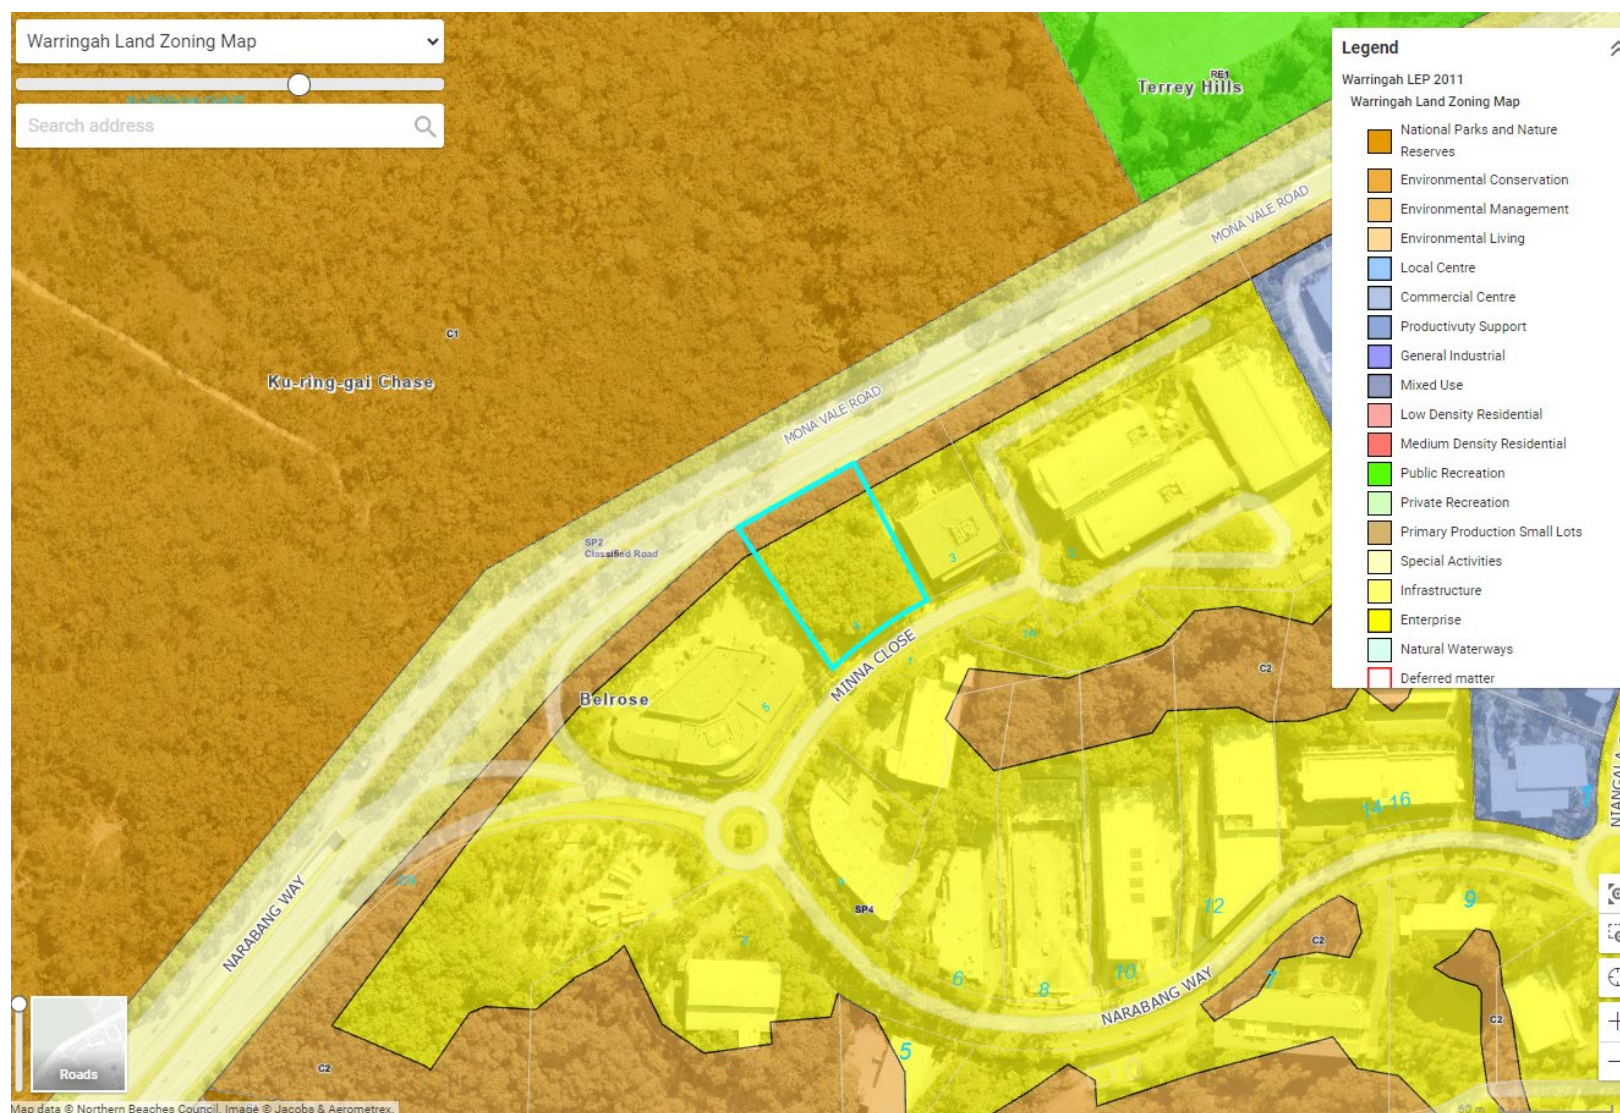 Warringah Land Zoning Map
Search address
RE1
Terrey Hills
MONA VALE ROAD
C1
Ku-ring-gai Chase
MONA VALE ROAD
SP2
Classified Road
3
1A
1
MINNA CLOSE
C2
Belrose
5
14-16
SP4
12
9
C2
7
6
8
10
NARABANG WAY
NARABANG WAY
C2
5
C2
Roads
Map data © Northern Beaches Council, Image © Jacobs & Aerometrex.
60 m
Legend
Warringah LEP 2011
Warringah Land Zoning Map
National Parks and Nature
Reserves
Environmental Conservation
Environmental Management
Environmental Living
Local Centre
Commercial Centre
Productivuty Support
General Industrial
Mixed Use
Low Density Residential
Medium Density Residential
Public Recreation
Private Recreation
Primary Production Small Lots
Special Activities
Infrastructure
Enterprise
Natural Waterways
Deferred matter